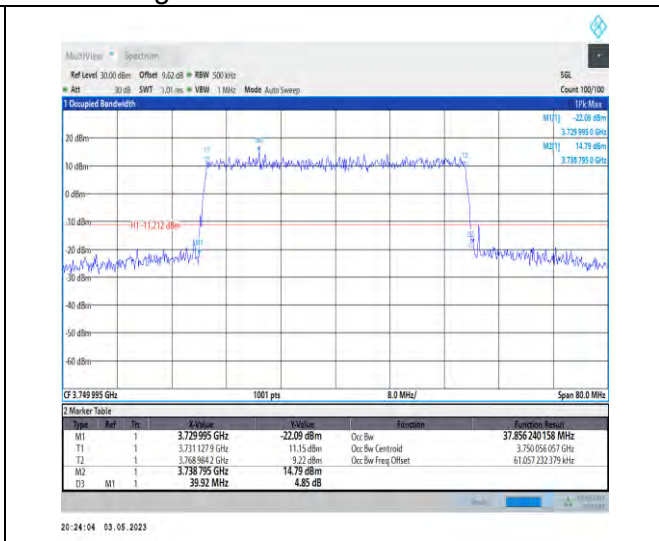 MultiView Spectrum
Ref Level 30.00 dBm Offset 9.62 dB RBW 500 kHz SGL
Att 30 dB SWT 1.01 ms VBW 1 MHz Mode Auto Sweep Count 100/100
1 Occupied Bandwidth 1Pk Max
M1[1] -22.09 dBm
3.729 995 0 GHz
M2[1] 14.79 dBm
3.738 795 0 GHz
20 dBm
10 dBm
0 dBm
-10 dBm
H1 -11.212 dBm
-20 dBm
-30 dBm
-40 dBm
-50 dBm
-60 dBm
CF 3.749 995 GHz 1001 pts 8.0 MHz/ Span 80.0 MHz
2 Marker Table
Type Ref Trc X-Value Y-Value Function Function Result
M1 1 3.729 995 GHz -22.09 dBm Occ Bw 37.856 240 158 MHz
T1 1 3.731 127 9 GHz 11.15 dBm Occ Bw Centroid 3.750 056 057 GHz
T2 1 3.768 984 2 GHz 9.22 dBm Occ Bw Freq Offset 61.057 232 379 kHz
M2 1 3.738 795 GHz 14.79 dBm
D3 M1 1 39.92 MHz 4.85 dB
20:24:04 03.05.2023